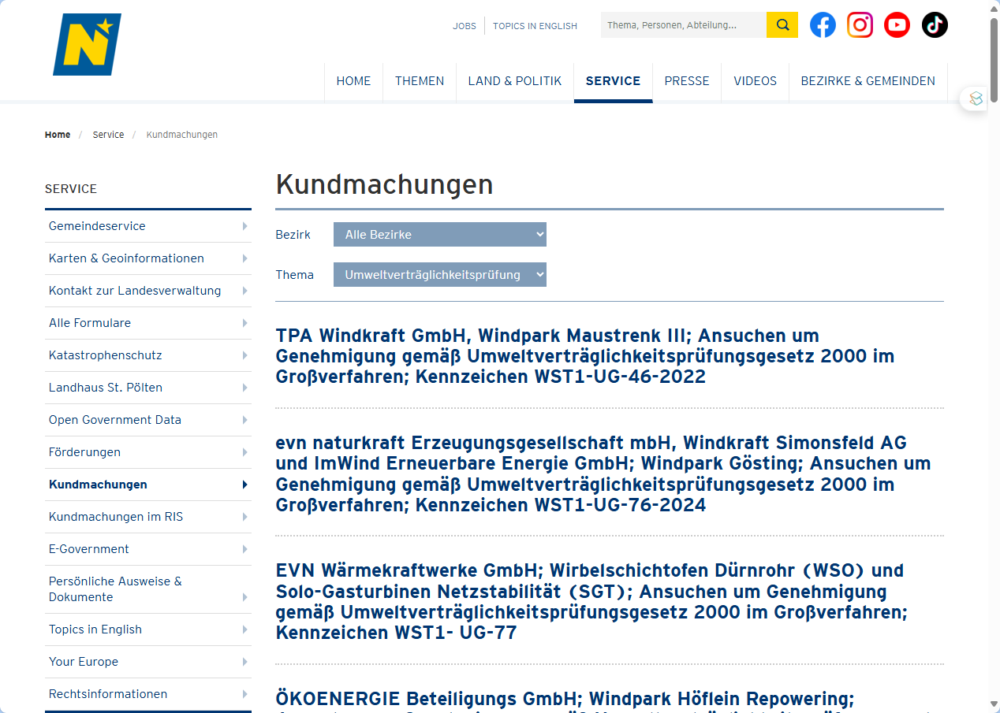 JOBS
TOPICS IN ENGLISH
Thema, Personen, Abteilung...
HOME
THEMEN
LAND & POLITIK
SERVICE
PRESSE
VIDEOS
BEZIRKE & GEMEINDEN
Home / Service / Kundmachungen
SERVICE
Gemeindeservice
Karten & Geoinformationen
Kontakt zur Landesverwaltung
Alle Formulare
Katastrophenschutz
Landhaus St. Pölten
Open Government Data
Förderungen
Kundmachungen
Kundmachungen im RIS
E-Government
Persönliche Ausweise &
Dokumente
Topics in English
Your Europe
Rechtsinformationen
Kundmachungen
Bezirk
Alle Bezirke
Thema
Umweltverträglichkeitsprüfung
TPA Windkraft GmbH, Windpark Maustrenk III; Ansuchen um
Genehmigung gemäß Umweltverträglichkeitsprüfungsgesetz 2000 im
Großverfahren; Kennzeichen WST1-UG-46-2022
evn naturkraft Erzeugungsgesellschaft mbH, Windkraft Simonsfeld AG
und ImWind Erneuerbare Energie GmbH; Windpark Gösting; Ansuchen um
Genehmigung gemäß Umweltverträglichkeitsprüfungsgesetz 2000 im
Großverfahren; Kennzeichen WST1-UG-76-2024
EVN Wärmekraftwerke GmbH; Wirbelschichtofen Dürnrohr (WSO) und
Solo-Gasturbinen Netzstabilität (SGT); Ansuchen um Genehmigung
gemäß Umweltverträglichkeitsprüfungsgesetz 2000 im Großverfahren;
Kennzeichen WST1- UG-77
ÖKOENERGIE Beteiligungs GmbH; Windpark Höflein Repowering;